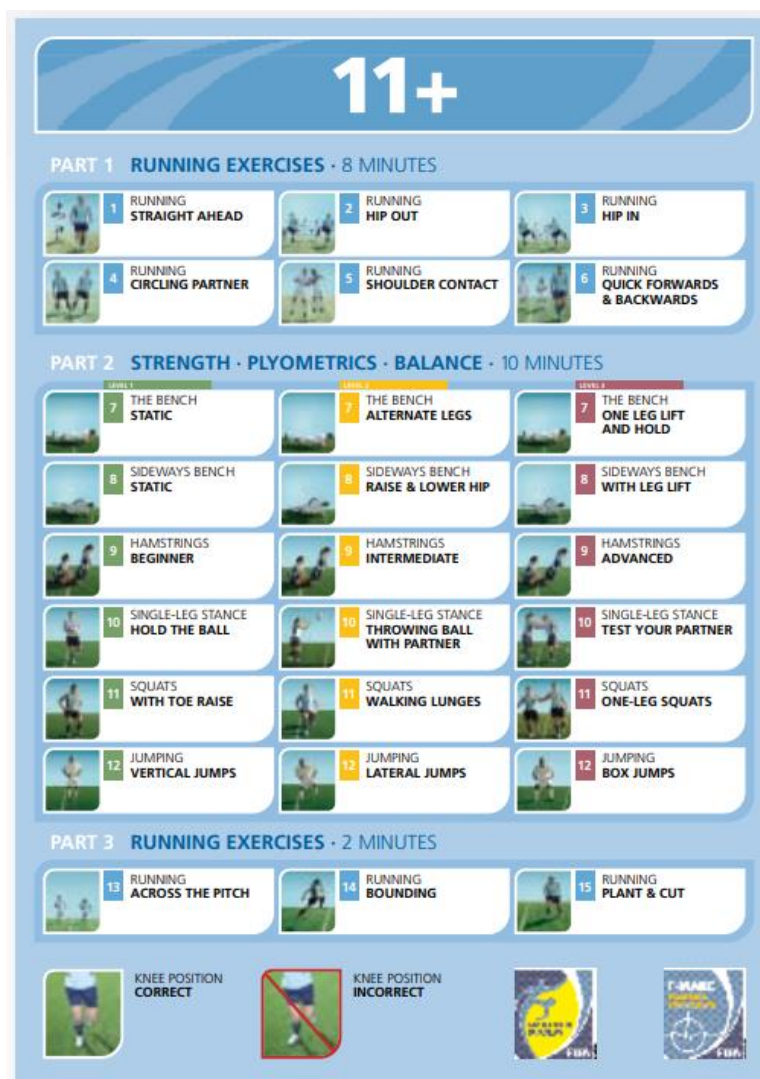 11+
PART 1 RUNNING EXERCISES · 8 MINUTES
1 RUNNING
STRAIGHT AHEAD
2 RUNNING
HIP OUT
3 RUNNING
HIP IN
4 RUNNING
CIRCLING PARTNER
5 RUNNING
SHOULDER CONTACT
6 RUNNING
QUICK FORWARDS
& BACKWARDS
PART 2 STRENGTH · PLYOMETRICS · BALANCE · 10 MINUTES
LEVEL 1
LEVEL 2
LEVEL 3
7 THE BENCH
STATIC
7 THE BENCH
ALTERNATE LEGS
7 THE BENCH
ONE LEG LIFT
AND HOLD
8 SIDEWAYS BENCH
STATIC
8 SIDEWAYS BENCH
RAISE & LOWER HIP
8 SIDEWAYS BENCH
WITH LEG LIFT
9 HAMSTRINGS
BEGINNER
9 HAMSTRINGS
INTERMEDIATE
9 HAMSTRINGS
ADVANCED
10 SINGLE-LEG STANCE
HOLD THE BALL
10 SINGLE-LEG STANCE
THROWING BALL
WITH PARTNER
10 SINGLE-LEG STANCE
TEST YOUR PARTNER
11 SQUATS
WITH TOE RAISE
11 SQUATS
WALKING LUNGES
11 SQUATS
ONE-LEG SQUATS
12 JUMPING
VERTICAL JUMPS
12 JUMPING
LATERAL JUMPS
12 JUMPING
BOX JUMPS
PART 3 RUNNING EXERCISES · 2 MINUTES
13 RUNNING
ACROSS THE PITCH
14 RUNNING
BOUNDING
15 RUNNING
PLANT & CUT
KNEE POSITION
CORRECT
KNEE POSITION
INCORRECT